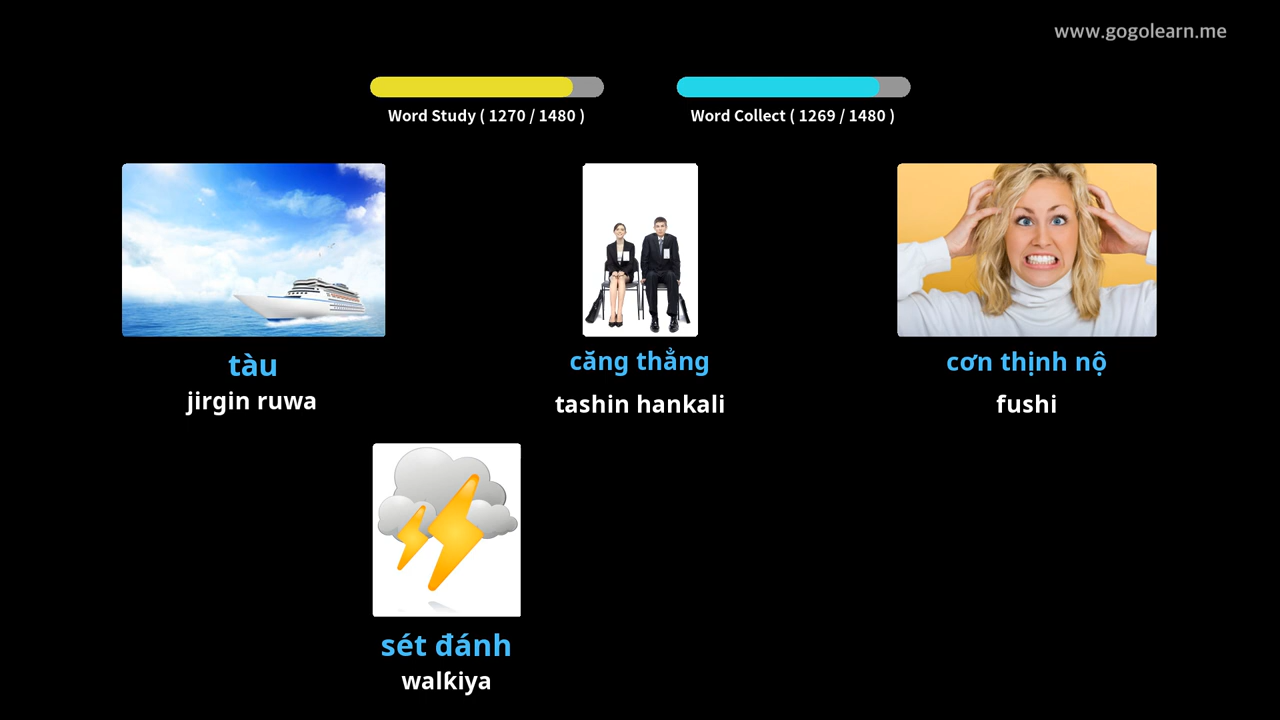 www.gogolearn.me
Word Study ( 1270 / 1480 )
Word Collect ( 1269 / 1480 )
tàu
jirgin ruwa
căng thẳng
tashin hankali
cơn thịnh nộ
fushi
sét đánh
walƙiya